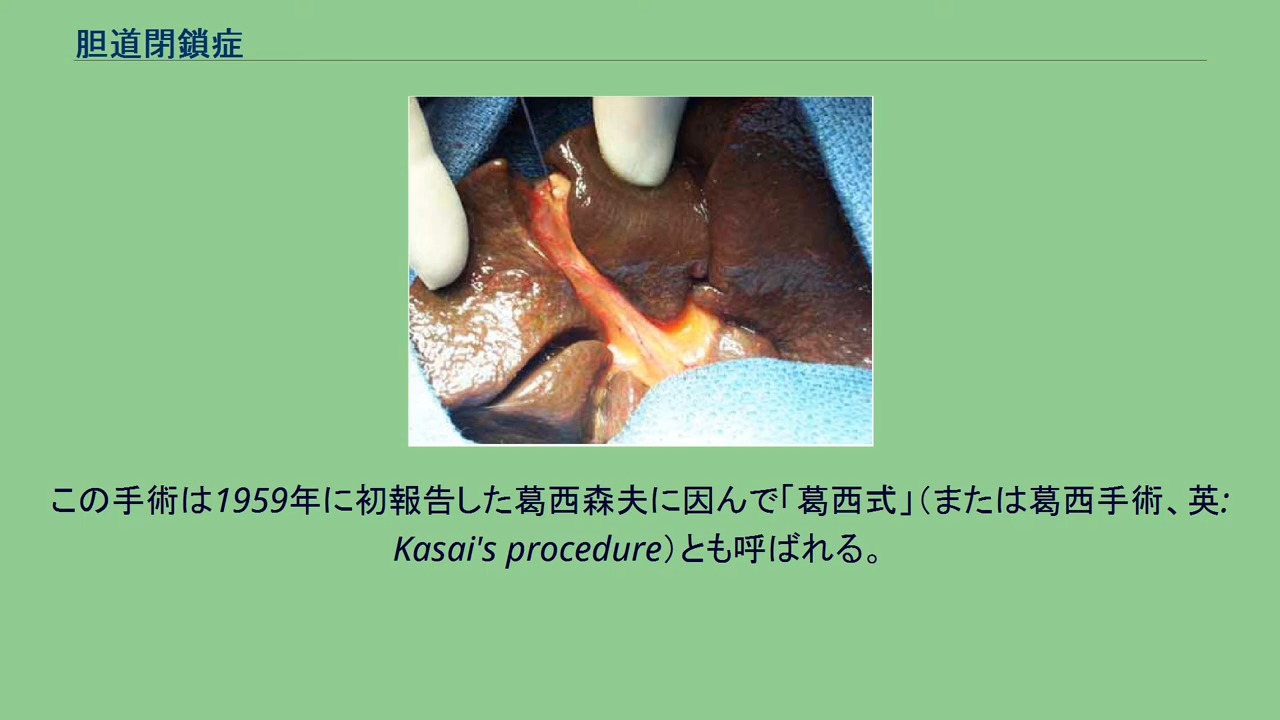 胆道閉鎖症
この手術は1959年に初報告した葛西森夫に因んで「葛西式」（または葛西手術、英:
Kasai's procedure）とも呼ばれる。